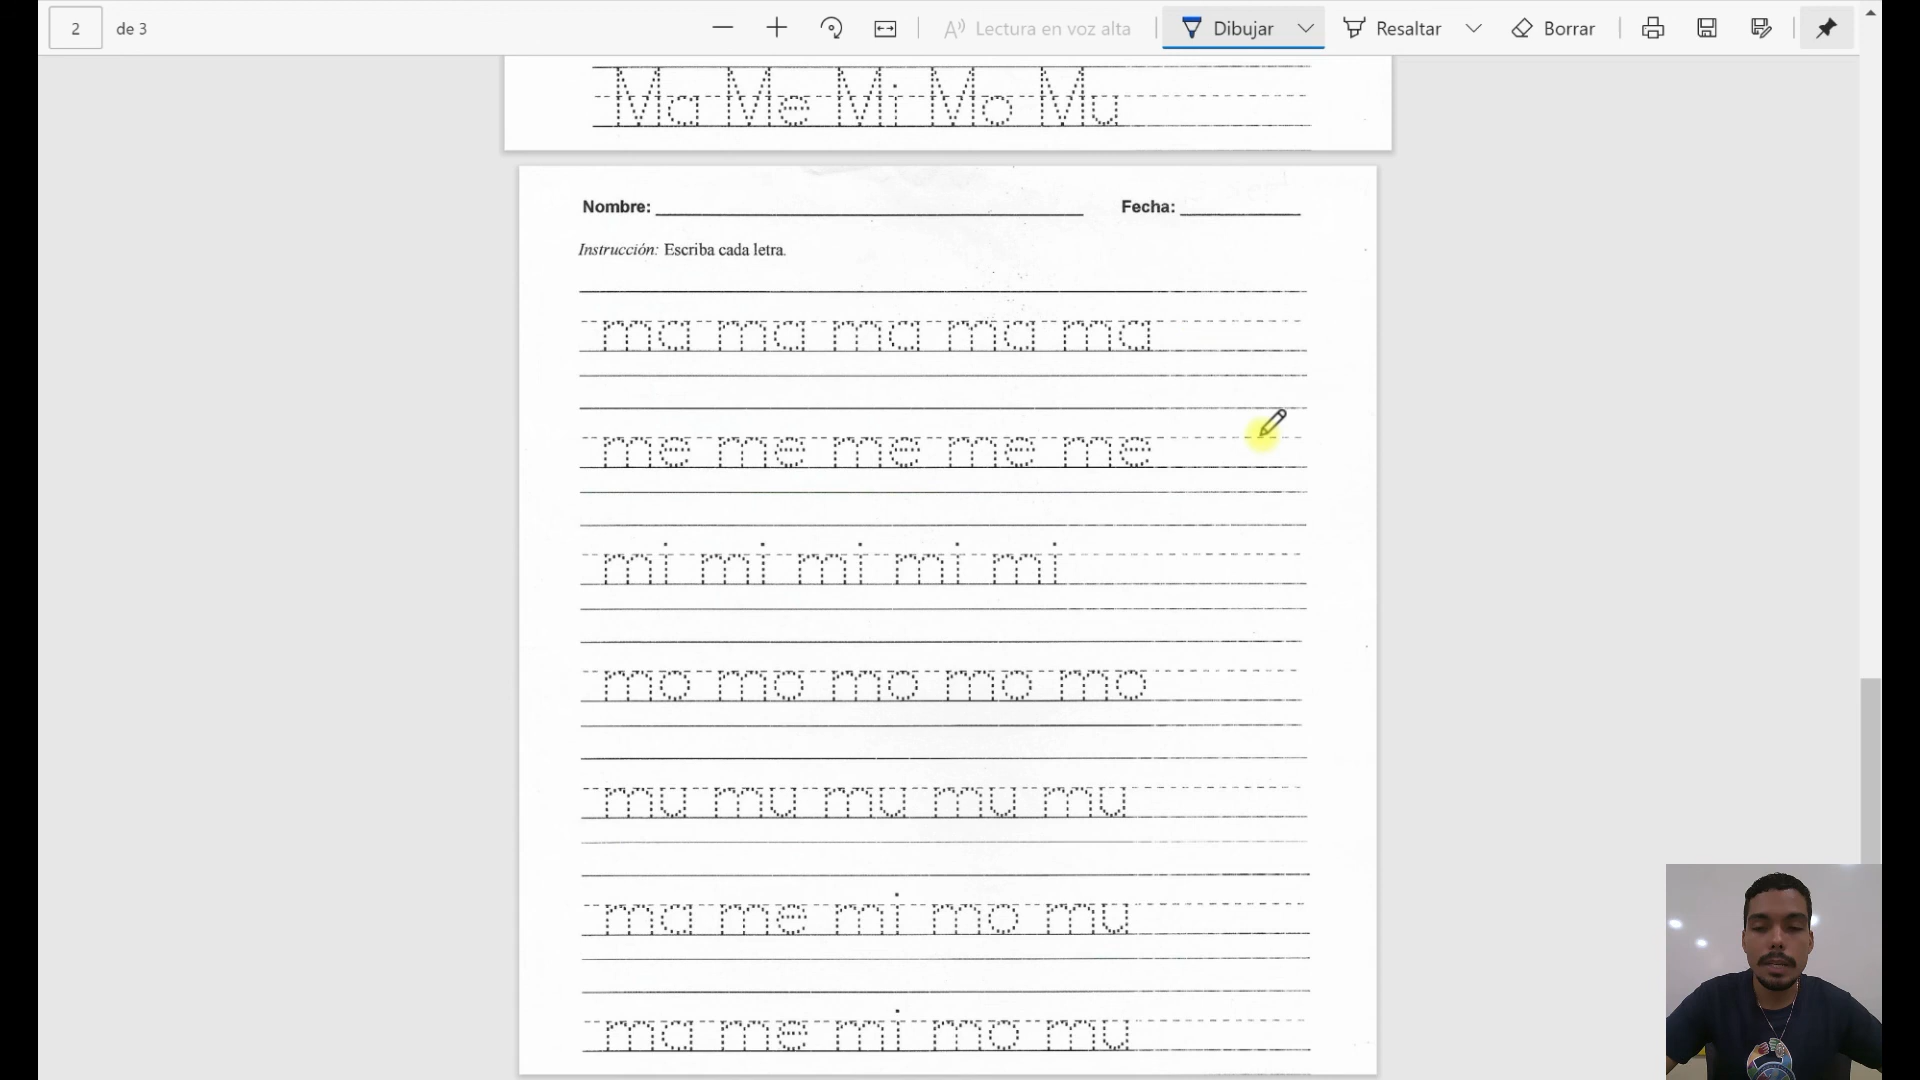 2 de 3 Lectura en voz alta Dibujar Resaltar Borrar
Ma Me Mi Mo Mu
Nombre: Fecha:
Instrucción: Escriba cada letra.
ma ma ma ma ma
me me me me me
mi mi mi mi mi
mo mo mo mo mo
mu mu mu mu mu
ma me mi mo mu
ma me mi mo mu